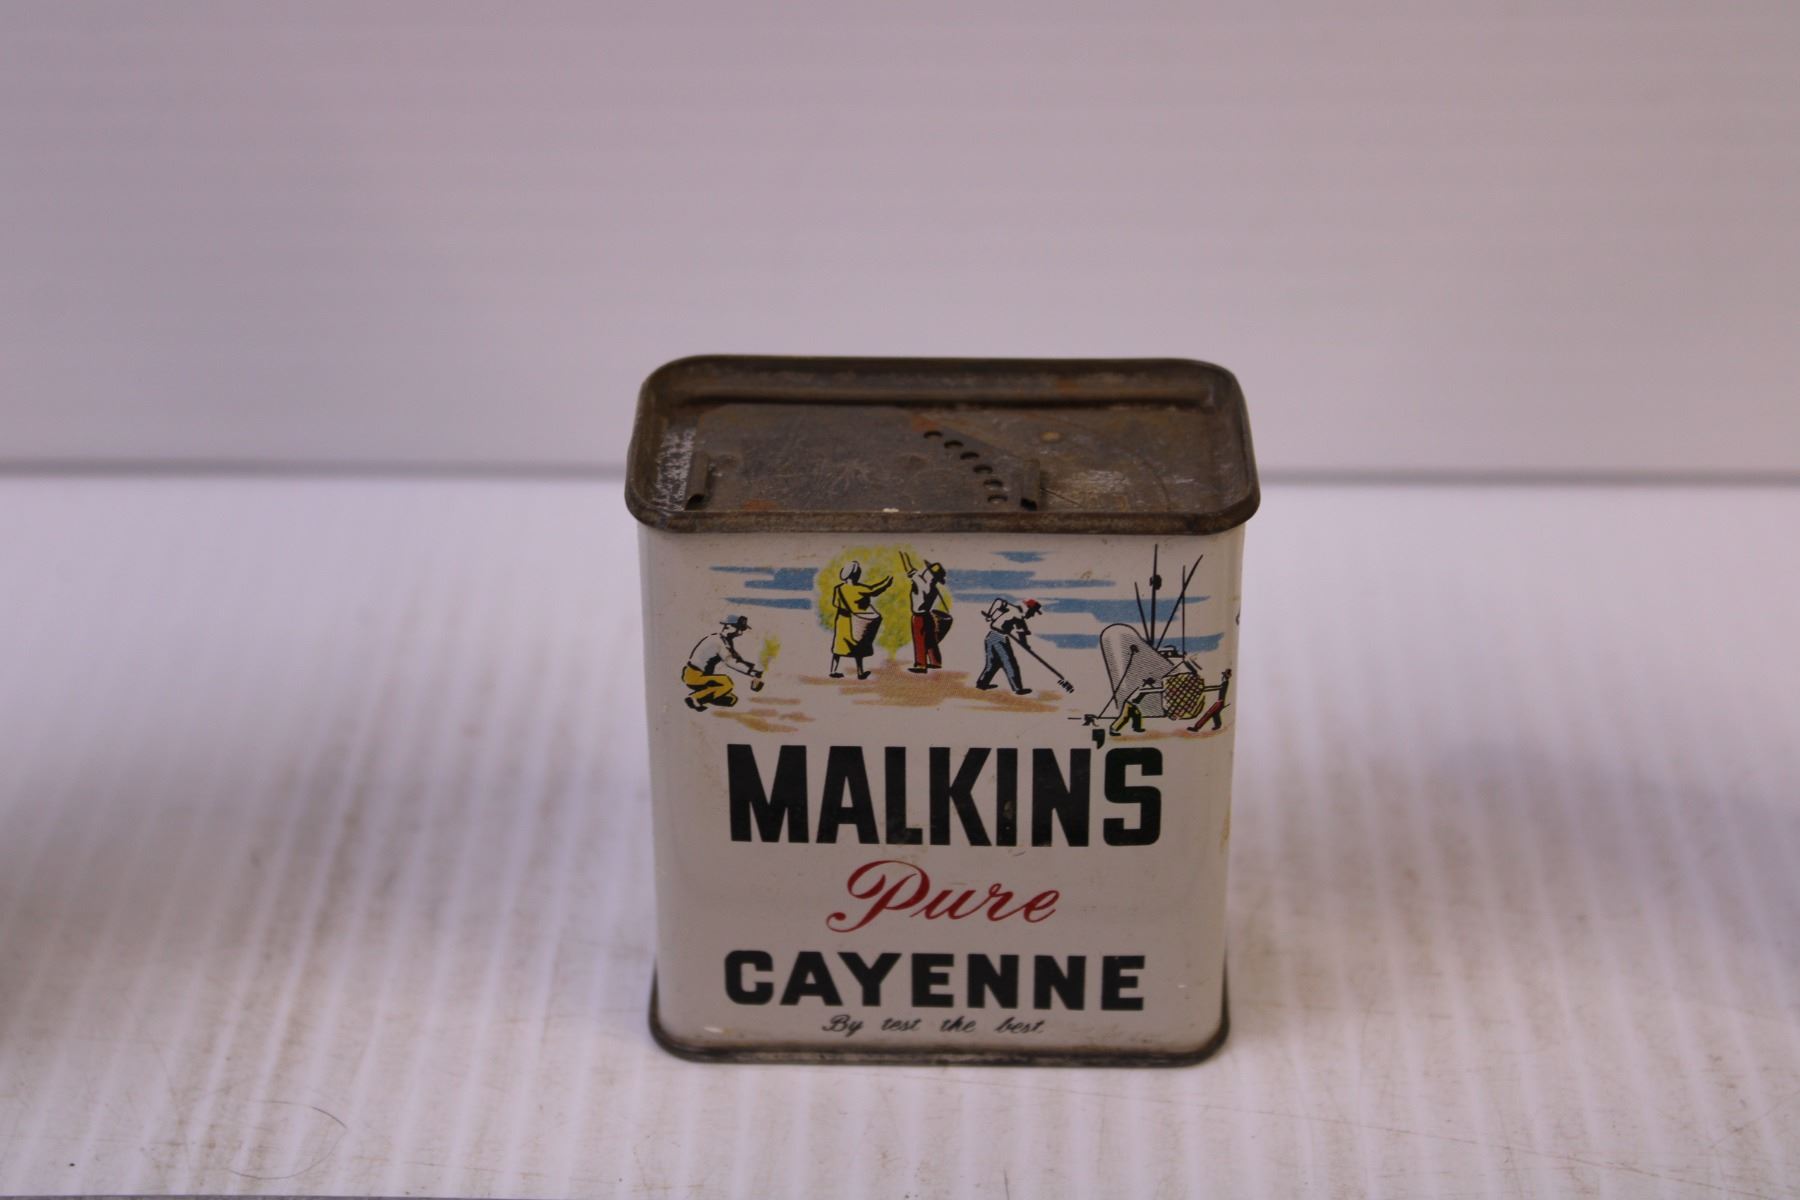 MALKIN'S
Pure
CAYENNE
By test the best